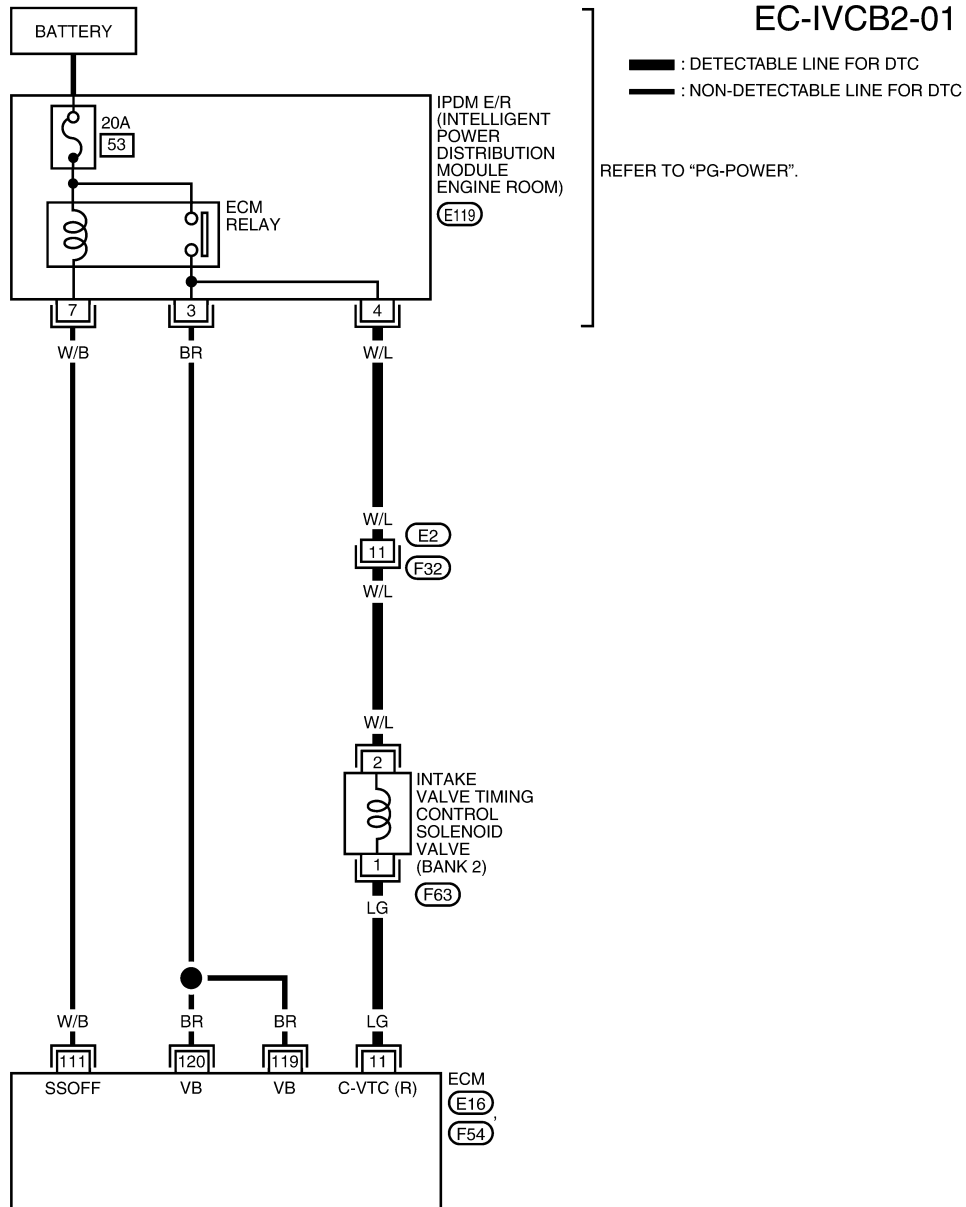 EC-IVCB2-01
BATTERY
: DETECTABLE LINE FOR DTC
: NON-DETECTABLE LINE FOR DTC
20A
53
IPDM E/R
(INTELLIGENT
POWER
DISTRIBUTION
MODULE
ENGINE ROOM)
E119
REFER TO “PG-POWER”.
ECM
RELAY
7 3 4
W/B BR W/L
W/L
E2
11
F32
W/L
W/L
2
INTAKE
VALVE TIMING
CONTROL
SOLENOID
VALVE
(BANK 2)
1
F63
LG
W/B BR BR LG
111 120 119 11
SSOFF VB VB C-VTC (R)
ECM
E16 ,
F54